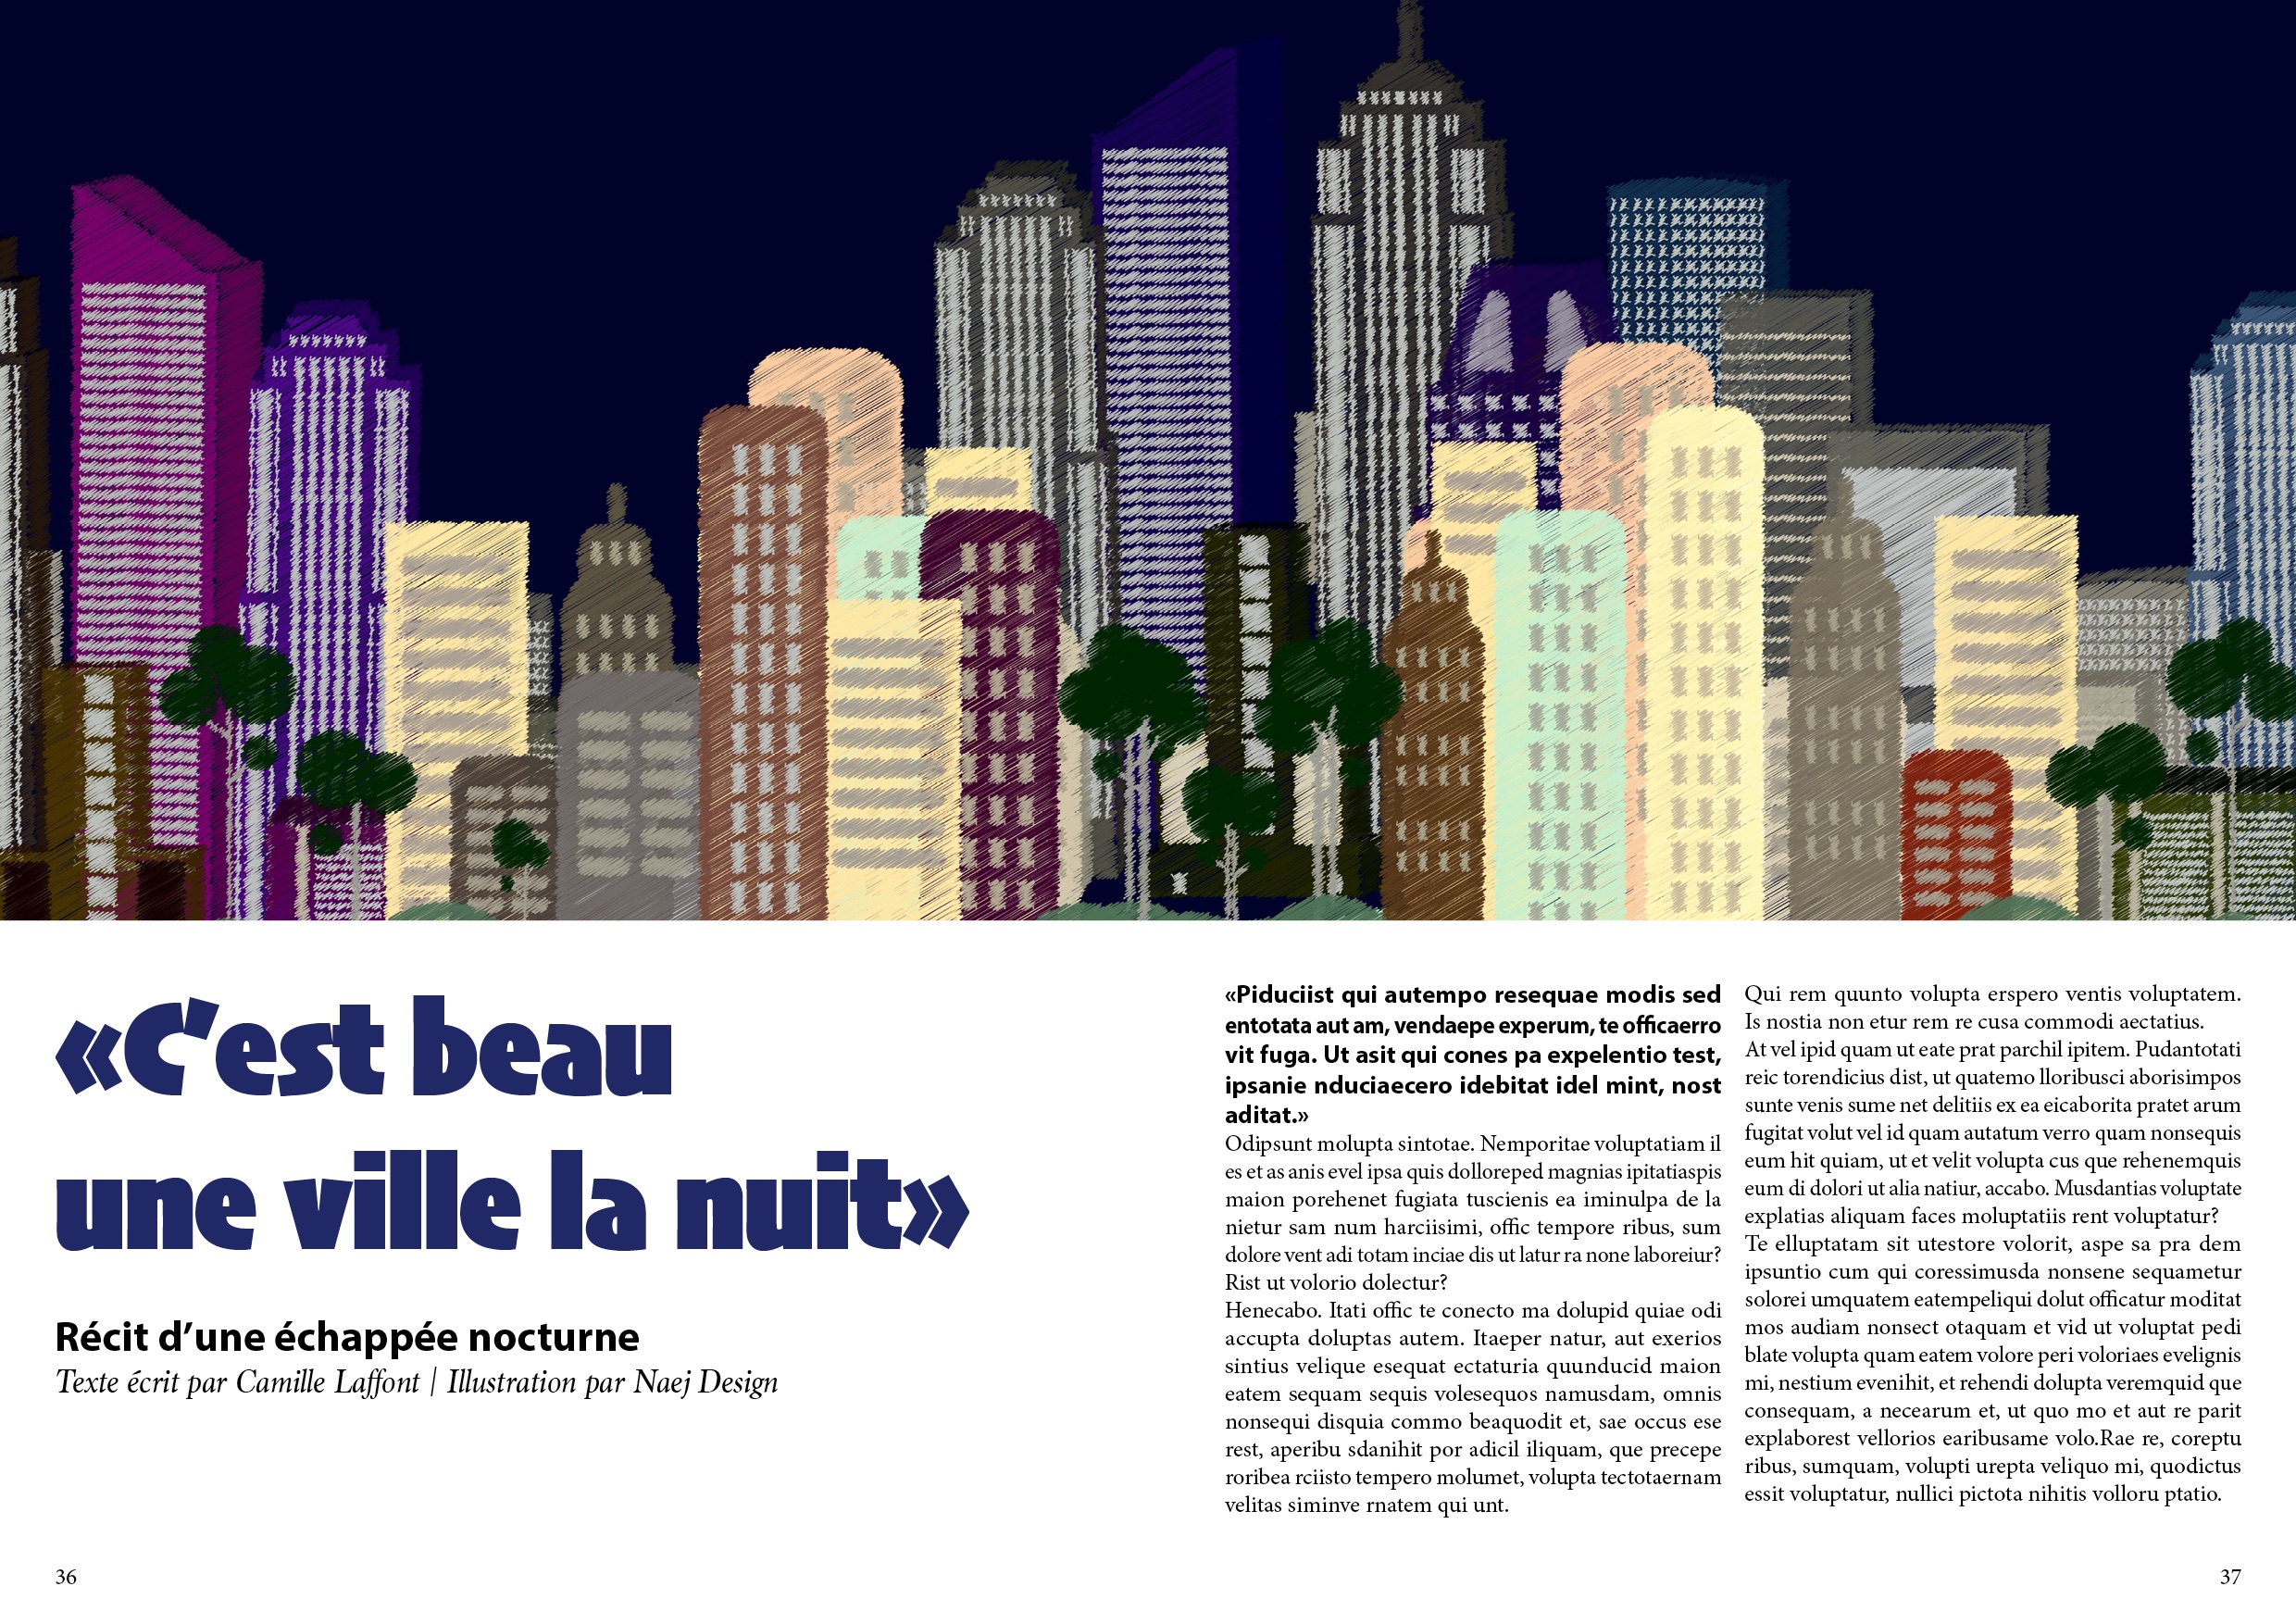 «C’est beau
une ville la nuit»
Récit d’une échappée nocturne
Texte écrit par Camille Laffont | Illustration par Naej Design
«Piduciist qui autempo resequae modis sed
entotata aut am, vendaepe experum, te officaerro
vit fuga. Ut asit qui cones pa expelentio test,
ipsanie nduciaecero idebitat idel mint, nost
aditat.»
Odipsunt molupta sintotae. Nemporitae voluptatiam il
es et as anis evel ipsa quis dolloreped magnias ipitatiaspis
maion porehenet fugiata tuscienis ea iminulpa de la
nietur sam num harciisimi, offic tempore ribus, sum
dolore vent adi totam inciae dis ut latur ra none laboreiur?
Rist ut volorio dolectur?
Henecabo. Itati offic te conecto ma dolupid quiae odi
accupta doluptas autem. Itaeper natur, aut exerios
sintius velique esequat ectaturia quunducid maion
eatem sequam sequis volesequos namusdam, omnis
nonsequi disquia commo beaquodit et, sae occus ese
rest, aperibu sdanihit por adicil iliquam, que precepe
roribea rciisto tempero molumet, volupta tectotaernam
velitas siminve rnatem qui unt.
Qui rem quunto volupta erspero ventis voluptatem.
Is nostia non etur rem re cusa commodi aectatius.
At vel ipid quam ut eate prat parchil ipitem. Pudantotati
reic torendicius dist, ut quatemo lloribusci aborisimpos
sunte venis sume net delitiis ex ea eicaborita pratet arum
fugitat volut vel id quam autatum verro quam nonsequis
eum hit quiam, ut et velit volupta cus que rehenemquis
eum di dolori ut alia natiur, accabo. Musdantias voluptate
explatias aliquam faces moluptatiis rent voluptatur?
Te elluptatam sit utestore volorit, aspe sa pra dem
ipsuntio cum qui coressimusda nonsene sequametur
solorei umquatem eatempeliqui dolut officatur moditat
mos audiam nonsect otaquam et vid ut voluptat pedi
blate volupta quam eatem volore peri voloriaes evelignis
mi, nestium evenihit, et rehendi dolupta veremquid que
consequam, a necearum et, ut quo mo et aut re parit
explaborest vellorios earibusame volo.Rae re, coreptu
ribus, sumquam, volupti urepta veliquo mi, quodictus
essit voluptatur, nullici pictota nihitis volloru ptatio.
36
37